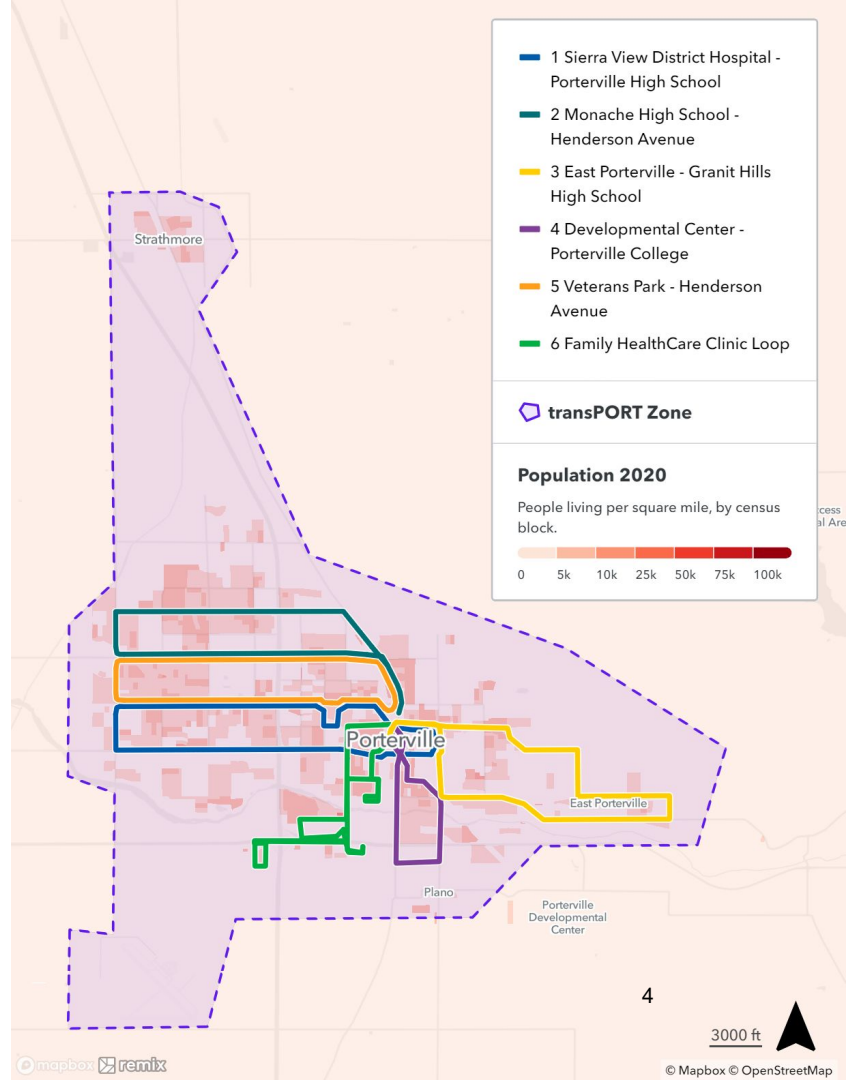 1 Sierra View District Hospital -
Porterville High School
2 Monache High School -
Henderson Avenue
3 East Porterville - Granit Hills
High School
4 Developmental Center -
Porterville College
5 Veterans Park - Henderson
Avenue
6 Family HealthCare Clinic Loop
transPORT Zone
Population 2020
People living per square mile, by census
block.
0 5k 10k 25k 50k 75k 100k
Strathmore
Porterville
East Porterville
Plano
Porterville
Developmental
Center
4
3000 ft
mapbox remix
© Mapbox © OpenStreetMap